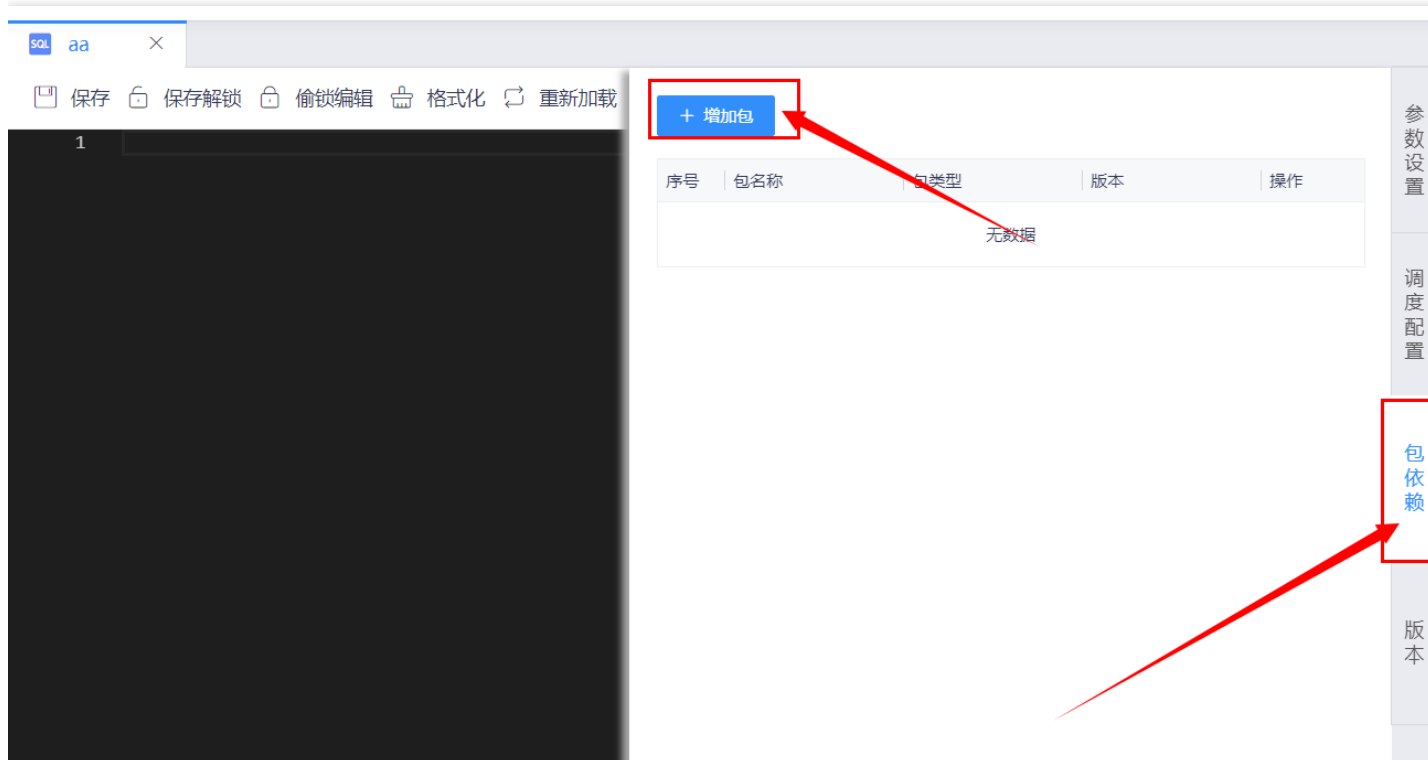 SQL aa
保存 保存解锁 偷锁编辑 格式化 重新加载
1
+ 增加包
序号 包名称 包类型 版本 操作
无数据
参数设置
调度配置
包依赖
版本